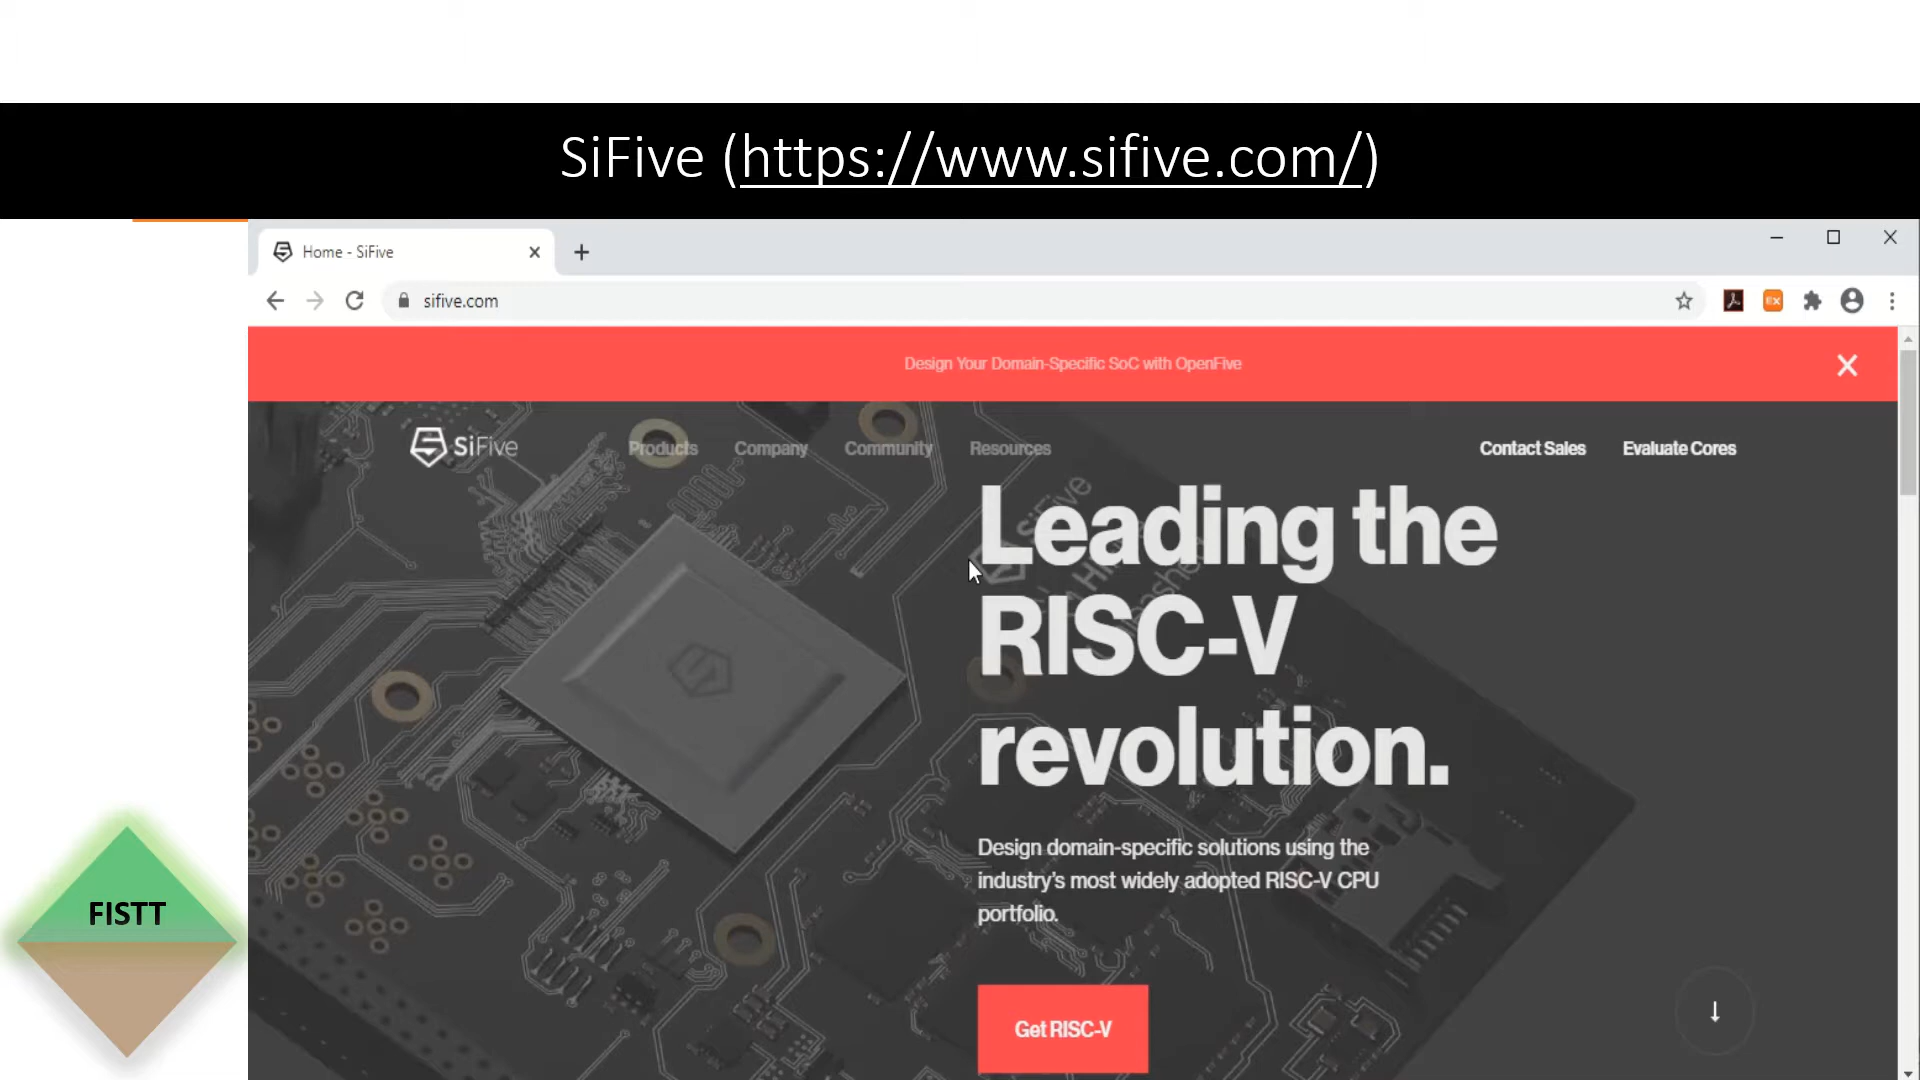 SiFive (https://www.sifive.com/)
Home - SiFive
sifive.com
Design Your Domain-Specific SoC with OpenFive
SiFive
Products
Company
Community
Resources
Contact Sales
Evaluate Cores
SiFive
Leading the
RISC-V
revolution.
Design domain-specific solutions using the
industry's most widely adopted RISC-V CPU
portfolio.
Get RISC-V
FISTT